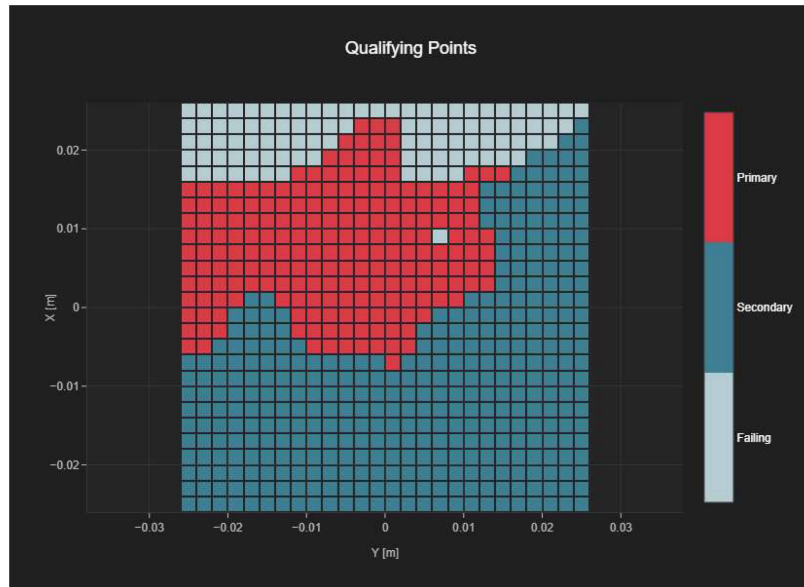 Qualifying Points
0.02
0.01
0
−0.01
−0.02
X [m]
−0.03
−0.02
−0.01
0
0.01
0.02
0.03
Y [m]
Primary
Secondary
Failing